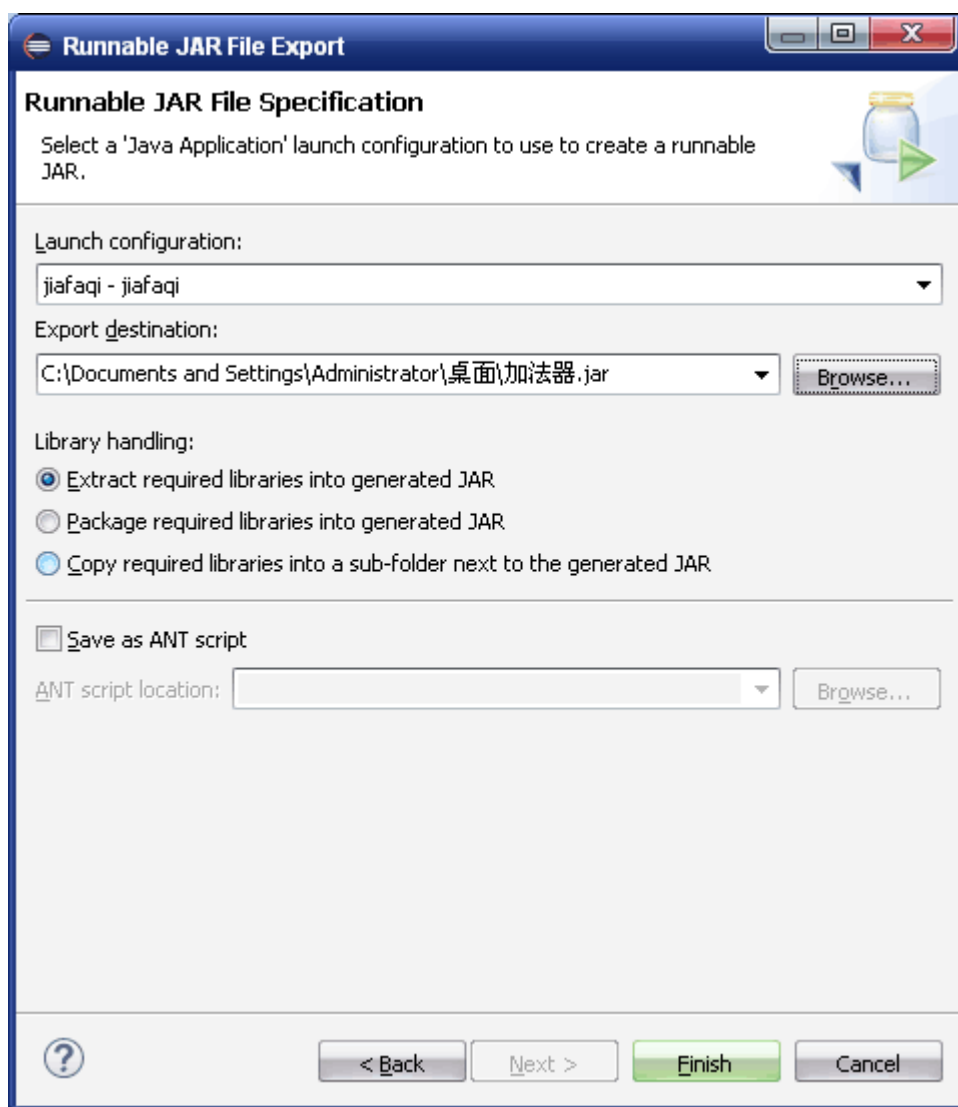 Runnable JAR File Export
Runnable JAR File Specification
Select a 'Java Application' launch configuration to use to create a runnable
JAR.
Launch configuration:
jiafaqi - jiafaqi
Export destination:
C:\Documents and Settings\Administrator\桌面\加法器.jar
Browse...
Library handling:
Extract required libraries into generated JAR
Package required libraries into generated JAR
Copy required libraries into a sub-folder next to the generated JAR
Save as ANT script
ANT script location:
Browse...
? < Back Next > Finish Cancel